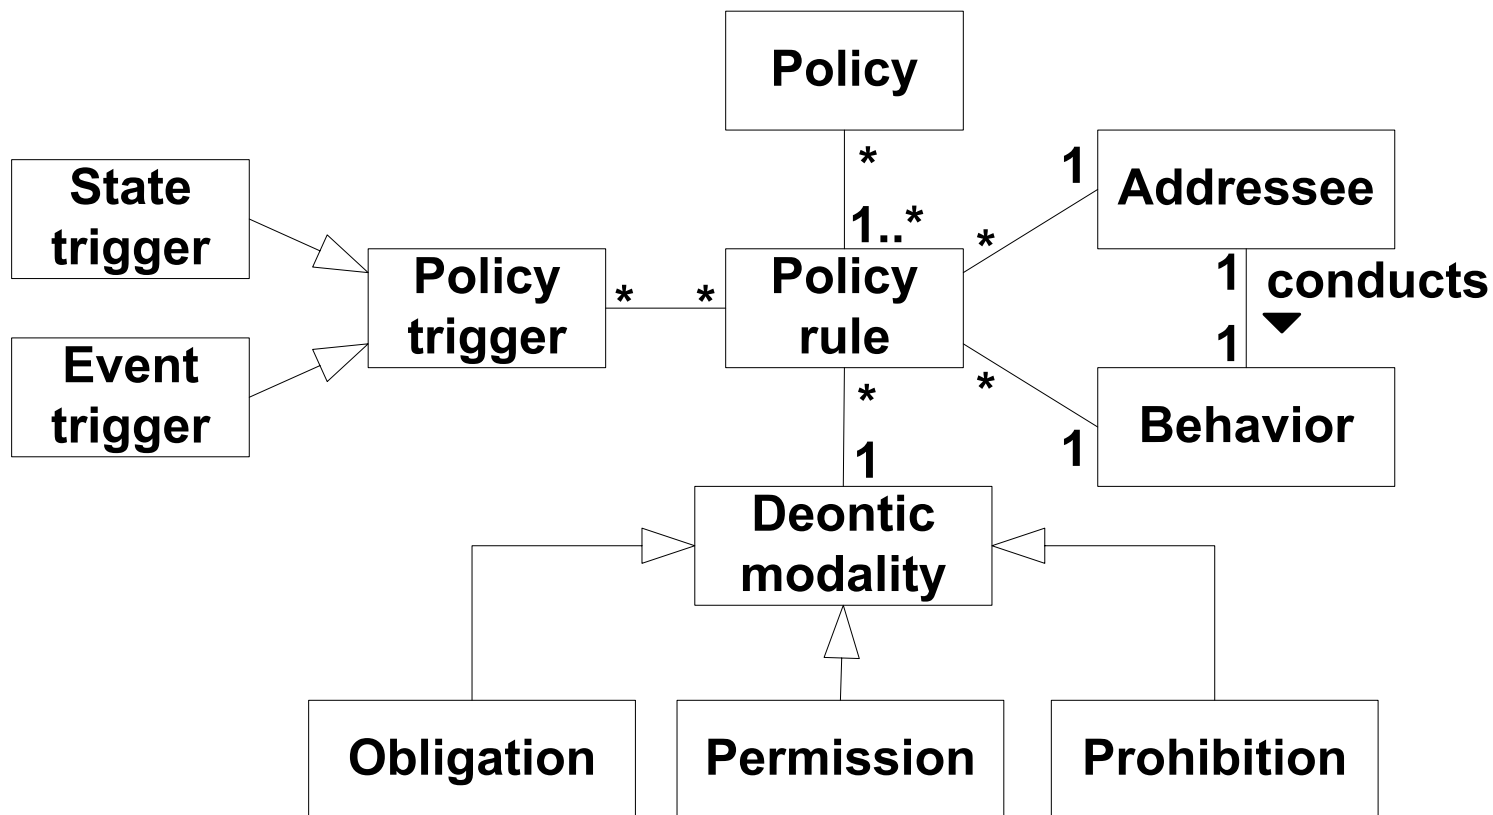 Policy
*
1..*
State
trigger
Event
trigger
Policy
trigger
*
*
Policy
rule
*
1
Addressee
1
conducts
1
*
1
Behavior
*
1
Deontic
modality
Obligation
Permission
Prohibition